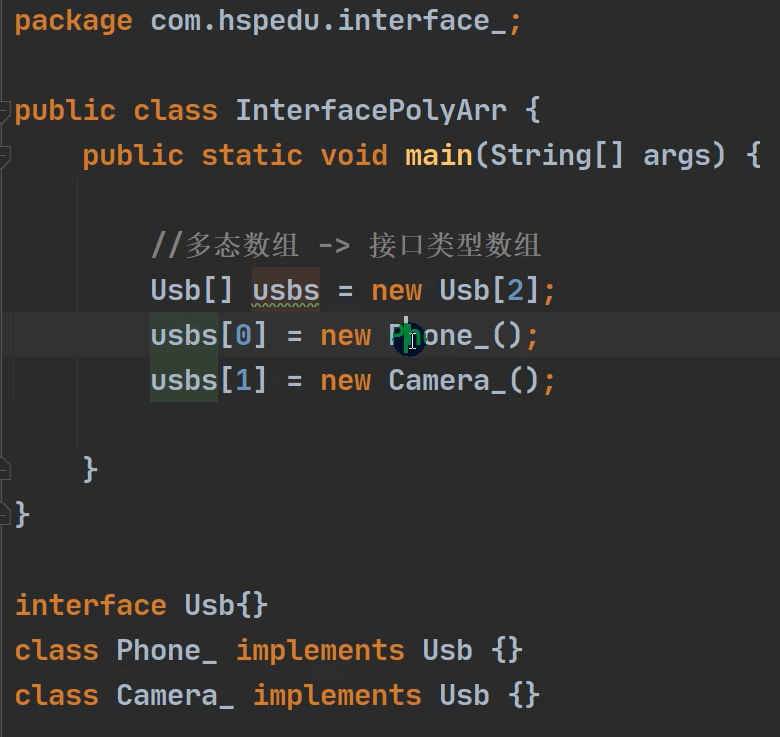 package com.hspedu.interface_;
public class InterfacePolyArr {
public static void main(String[] args) {
//多态数组 -> 接口类型数组
Usb[] usbs = new Usb[2];
usbs[0] = new Phone_();
usbs[1] = new Camera_();
}
}
interface Usb{}
class Phone_ implements Usb {}
class Camera_ implements Usb {}